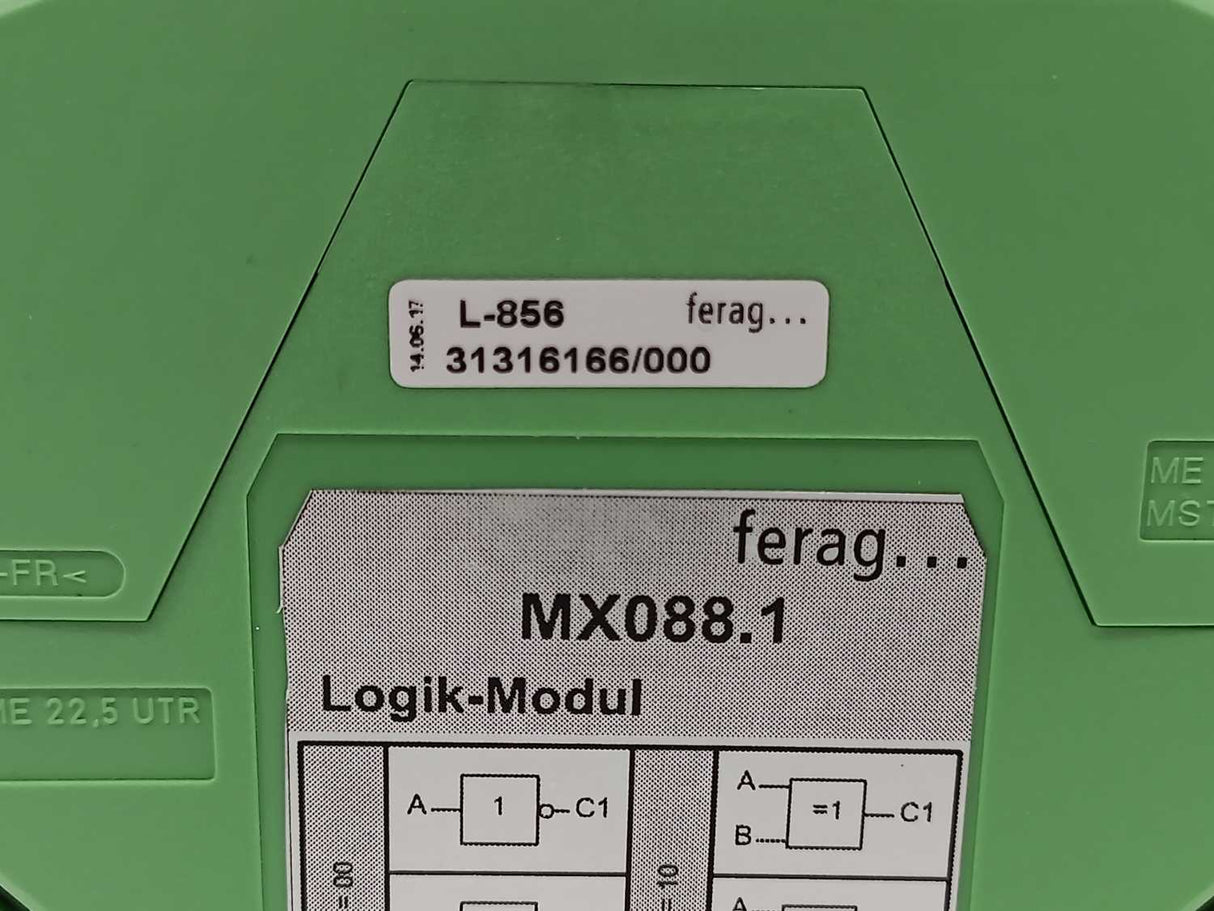 14.06.17
L-856 ferag...
31316166/000
ME
MST
-FR<
ferag...
MX088.1
Logik-Modul
ME 22,5 UTR
A 1 C1
A =1 C1
B
=00
=10
A